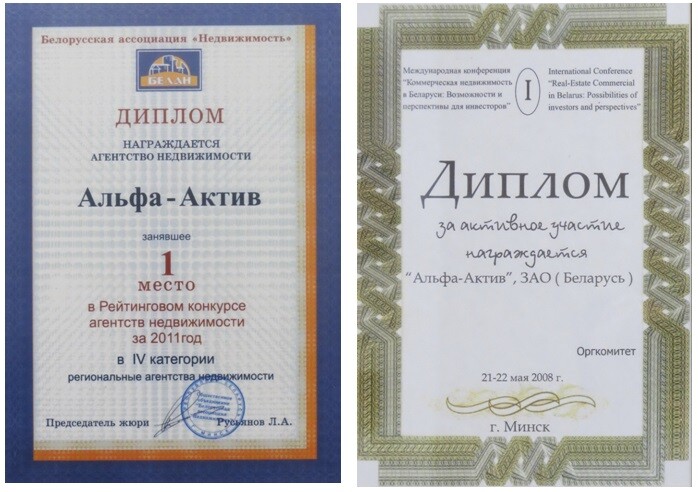 Белорусская ассоциация «Недвижимость»
БЕЛАН
ДИПЛОМ
НАГРАЖДАЕТСЯ
АГЕНТСТВО НЕДВИЖИМОСТИ
Альфа - Актив
занявшее
1
место
в Рейтинговом конкурсе
агентств недвижимости
за 2011год
в IV категории
региональные агентства недвижимости
Председатель жюри Русьянов Л.А.
Международная конференция
"Коммерческая недвижимость
в Беларуси: Возможности и
перспективы для инвесторов"
I
International Conference
"Real-Estate Commercial
in Belarus: Possibilities of
investors and perspectives"
Диплом
за активное участие
награждается
"Альфа-Актив", ЗАО ( Беларусь )
Оргкомитет
21-22 мая 2008 г.
г. Минск